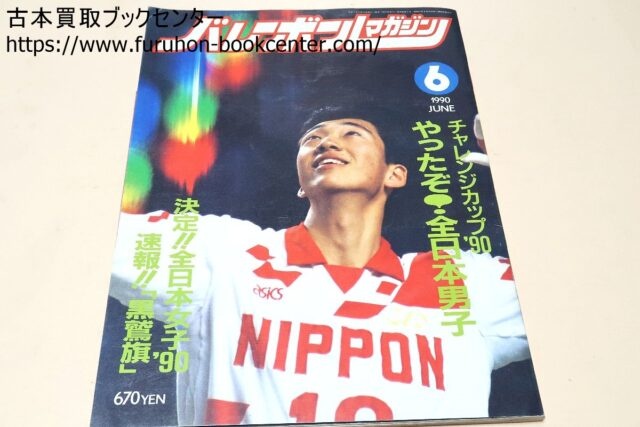 古本買取ブックセンター
https://www.furuhon-bookcenter.com/
バレーボールマガジン
6
1990
JUNE
チャレンジカップ'90
やったぞ!・全日本男子
決定!!全日本女子'90
速報!!「黒鷲旗」
asics
NIPPON
670YEN